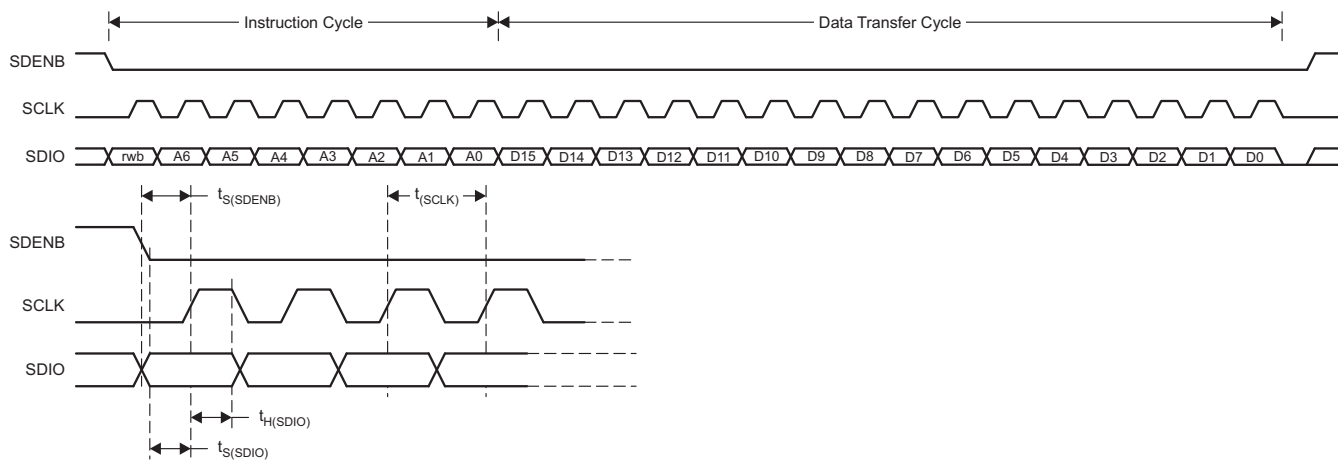 Instruction Cycle Data Transfer Cycle
SDENB
SCLK
SDIO rwb A6 A5 A4 A3 A2 A1 A0 D15 D14 D13 D12 D11 D10 D9 D8 D7 D6 D5 D4 D3 D2 D1 D0
tS(SDENB) t(SCLK)
SDENB
SCLK
SDIO
tH(SDIO)
tS(SDIO)